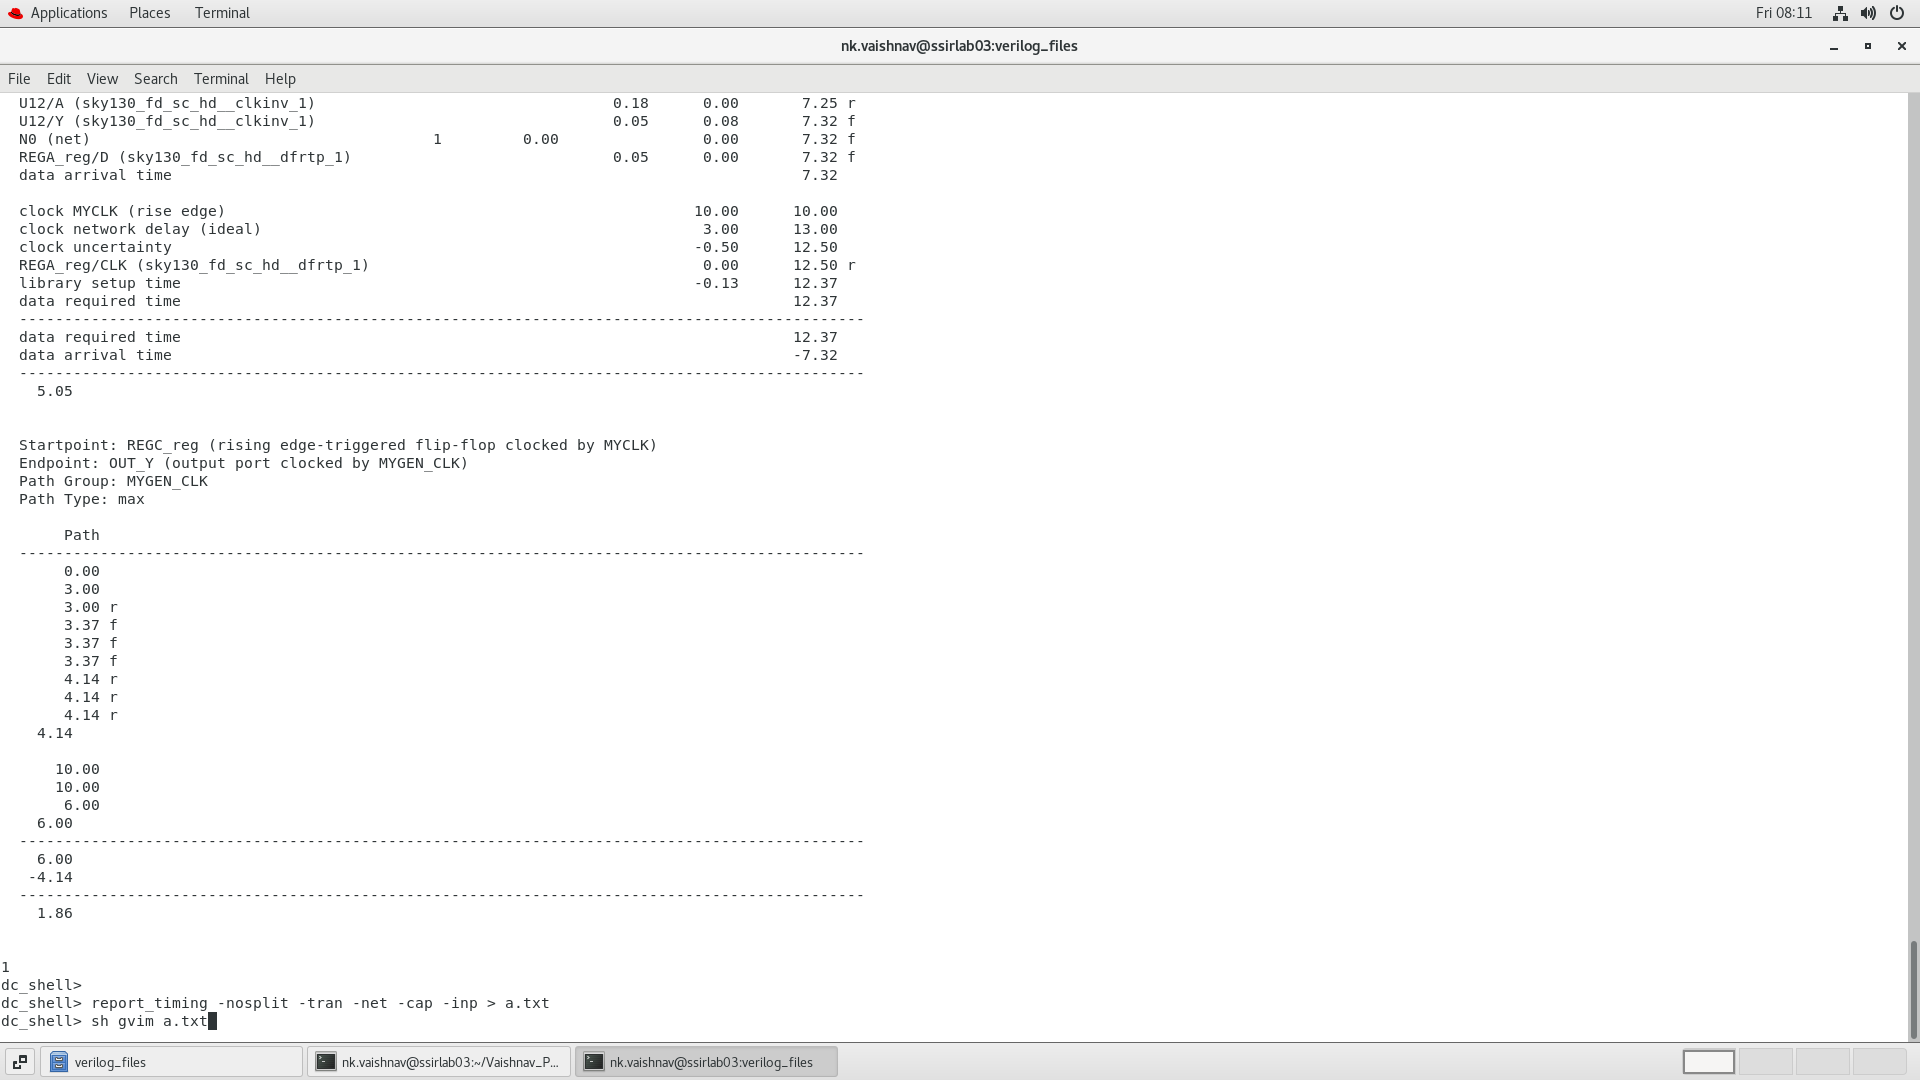 Applications Places Terminal Fri 08:11
nk.vaishnav@ssirlab03:verilog_files
File Edit View Search Terminal Help
U12/A (sky130_fd_sc_hd__clkinv_1) 0.18 0.00 7.25 r
U12/Y (sky130_fd_sc_hd__clkinv_1) 0.05 0.08 7.32 f
N0 (net) 1 0.00 0.00 7.32 f
REGA_reg/D (sky130_fd_sc_hd__dfrtp_1) 0.05 0.00 7.32 f
data arrival time 7.32
clock MYCLK (rise edge) 10.00 10.00
clock network delay (ideal) 3.00 13.00
clock uncertainty -0.50 12.50
REGA_reg/CLK (sky130_fd_sc_hd__dfrtp_1) 0.00 12.50 r
library setup time -0.13 12.37
data required time 12.37
----------------------------------------------------------------------------------------------
data required time 12.37
data arrival time -7.32
----------------------------------------------------------------------------------------------
5.05
Startpoint: REGC_reg (rising edge-triggered flip-flop clocked by MYCLK)
Endpoint: OUT_Y (output port clocked by MYGEN_CLK)
Path Group: MYGEN_CLK
Path Type: max
Path
----------------------------------------------------------------------------------------------
0.00
3.00
3.00 r
3.37 f
3.37 f
3.37 f
4.14 r
4.14 r
4.14 r
4.14
10.00
10.00
6.00
6.00
----------------------------------------------------------------------------------------------
6.00
-4.14
----------------------------------------------------------------------------------------------
1.86
1
dc_shell>
dc_shell> report_timing -nosplit -tran -net -cap -inp > a.txt
dc_shell> sh gvim a.txt
verilog_files nk.vaishnav@ssirlab03:~/Vaishnav_P... nk.vaishnav@ssirlab03:verilog_files